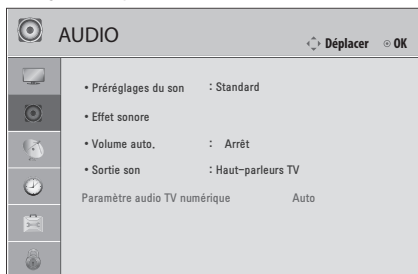 AUDIO
Déplacer OK
• Préréglages du son : Standard
• Effet sonore
• Volume auto. : Arrêt
• Sortie son : Haut-parleurs TV
Paramètre audio TV numérique Auto